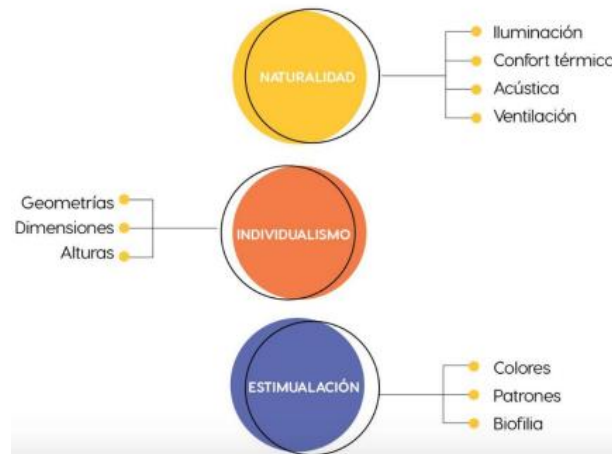 NATURALIDAD
Iluminación
Confort térmico
Acústica
Ventilación
Geometrías
Dimensiones
Alturas
INDIVIDUALISMO
ESTIMUALACIÓN
Colores
Patrones
Biofilia